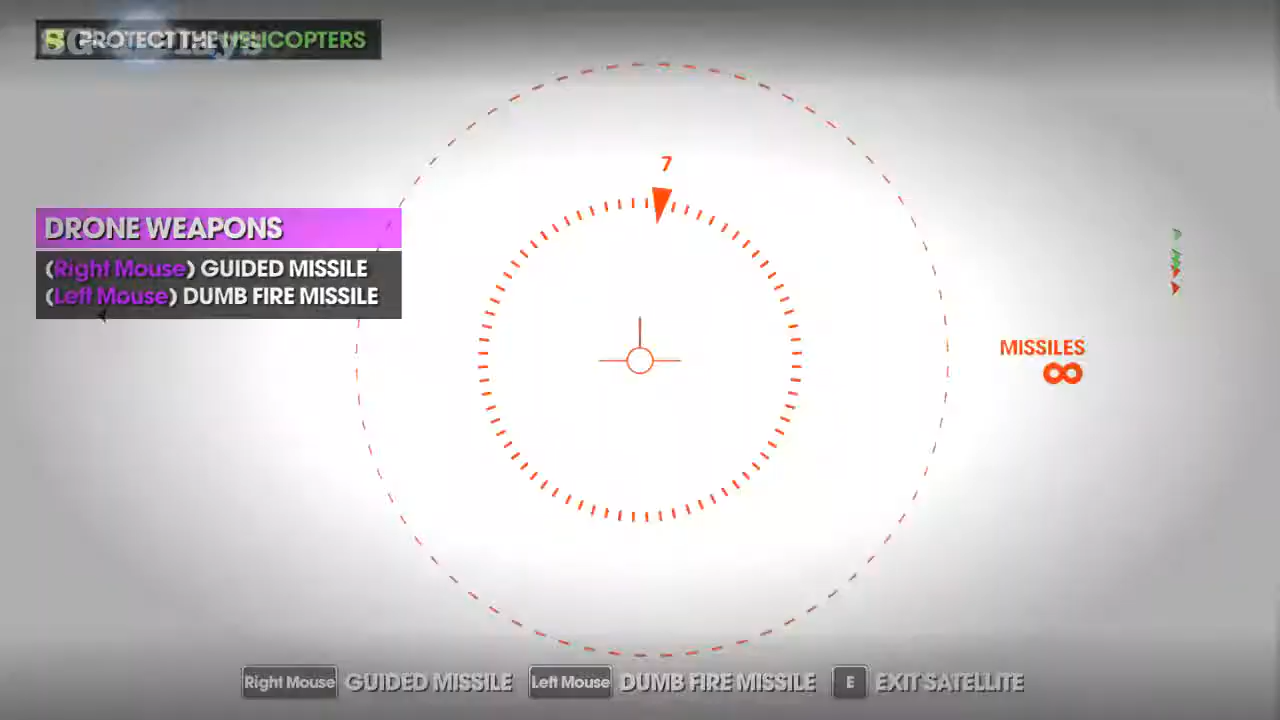 PROTECT THE HELICOPTERS
7
DRONE WEAPONS
(Right Mouse) GUIDED MISSILE
(Left Mouse) DUMB FIRE MISSILE
MISSILES
∞
Right Mouse GUIDED MISSILE Left Mouse DUMB FIRE MISSILE E EXIT SATELLITE